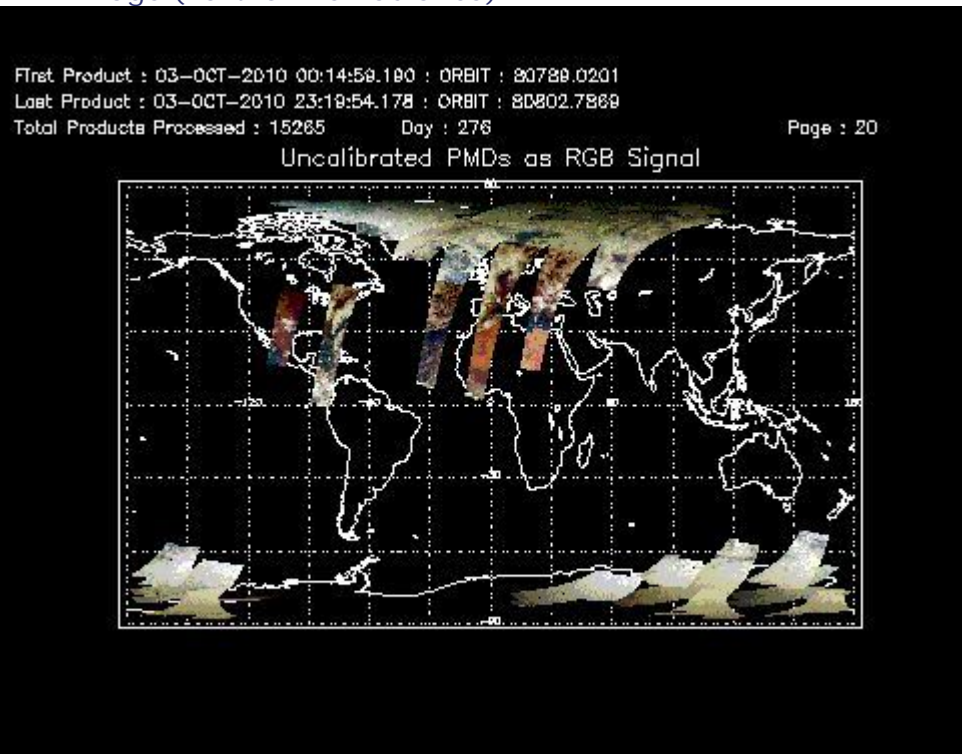 First Product : 03-OCT-2010 00:14:59.190 : ORBIT : 80789.0201
Last Product : 03-OCT-2010 23:19:54.178 : ORBIT : 80802.7869
Total Products Processed : 15265 Day : 276 Page : 20
Uncalibrated PMDs as RGB Signal